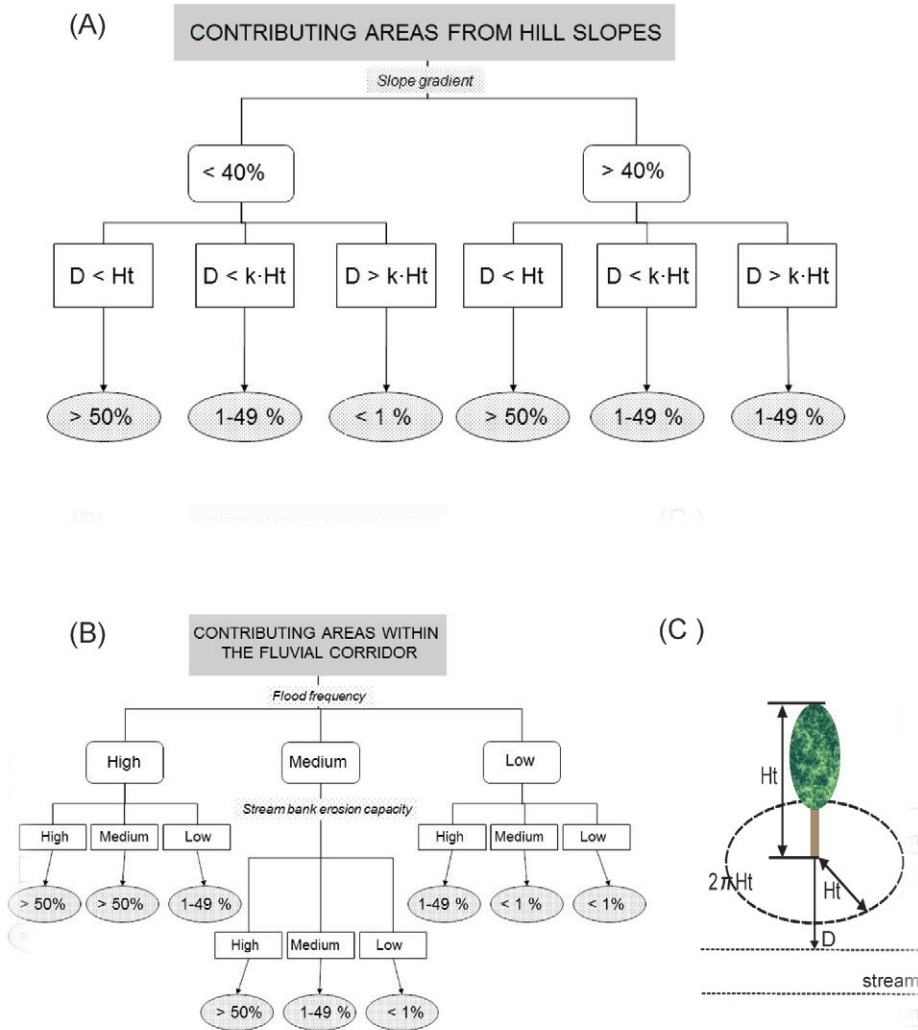 (A)
CONTRIBUTING AREAS FROM HILL SLOPES
Slope gradient
< 40%
> 40%
D < Ht
D < k·Ht
D > k·Ht
D < Ht
D < k·Ht
D > k·Ht
> 50%
1-49 %
< 1 %
> 50%
1-49 %
1-49 %
(B)
CONTRIBUTING AREAS WITHIN
THE FLUVIAL CORRIDOR
Flood frequency
High
Medium
Low
Stream bank erosion capacity
High
Medium
Low
High
Medium
Low
> 50%
> 50%
1-49 %
1-49 %
< 1 %
< 1%
High
Medium
Low
> 50%
1-49 %
< 1%
(C )
Ht
2πHt
Ht
D
stream